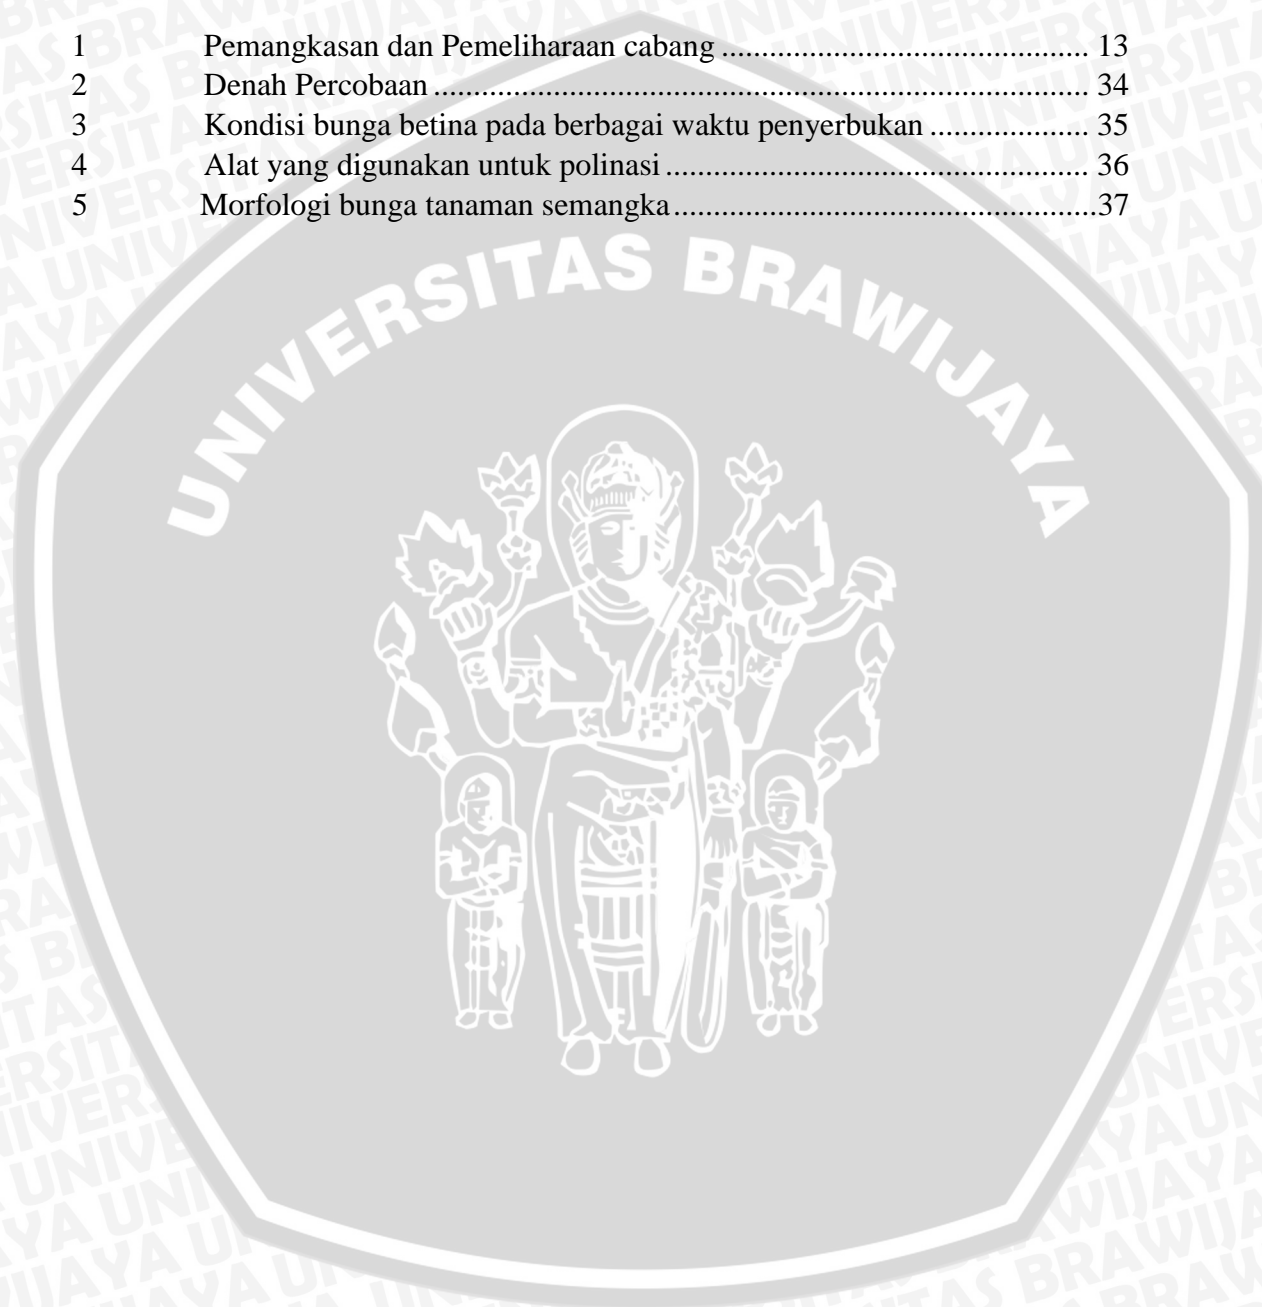 1 Pemangkasan dan Pemeliharaan cabang .............................................. 13
2 Denah Percobaan .................................................................................. 34
3 Kondisi bunga betina pada berbagai waktu penyerbukan .................... 35
4 Alat yang digunakan untuk polinasi ..................................................... 36
5 Morfologi bunga tanaman semangka.....................................................37
UNIVERSITAS BRAWIJAYA